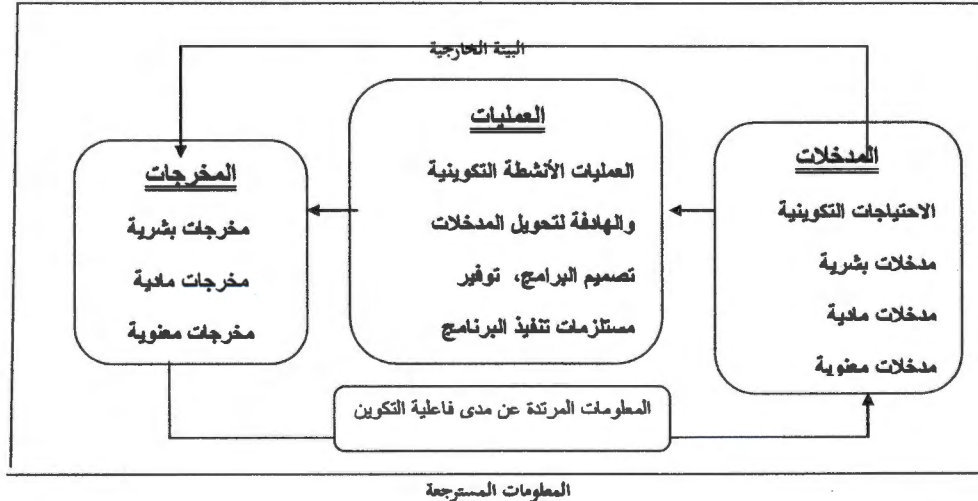 البيئة الخارجية
المدخلات
الاحتياجات التكوينية
مدخلات بشرية
مدخلات مادية
مدخلات معنوية
العمليات
العمليات الأنشطة التكوينية
والهادفة لتحويل المدخلات
تصميم البرامج، توفير
مستلزمات تنفيذ البرنامج
المخرجات
مخرجات بشرية
مخرجات مادية
مخرجات معنوية
المعلومات المرتدة عن مدى فاعلية التكوين
المعلومات المسترجعة